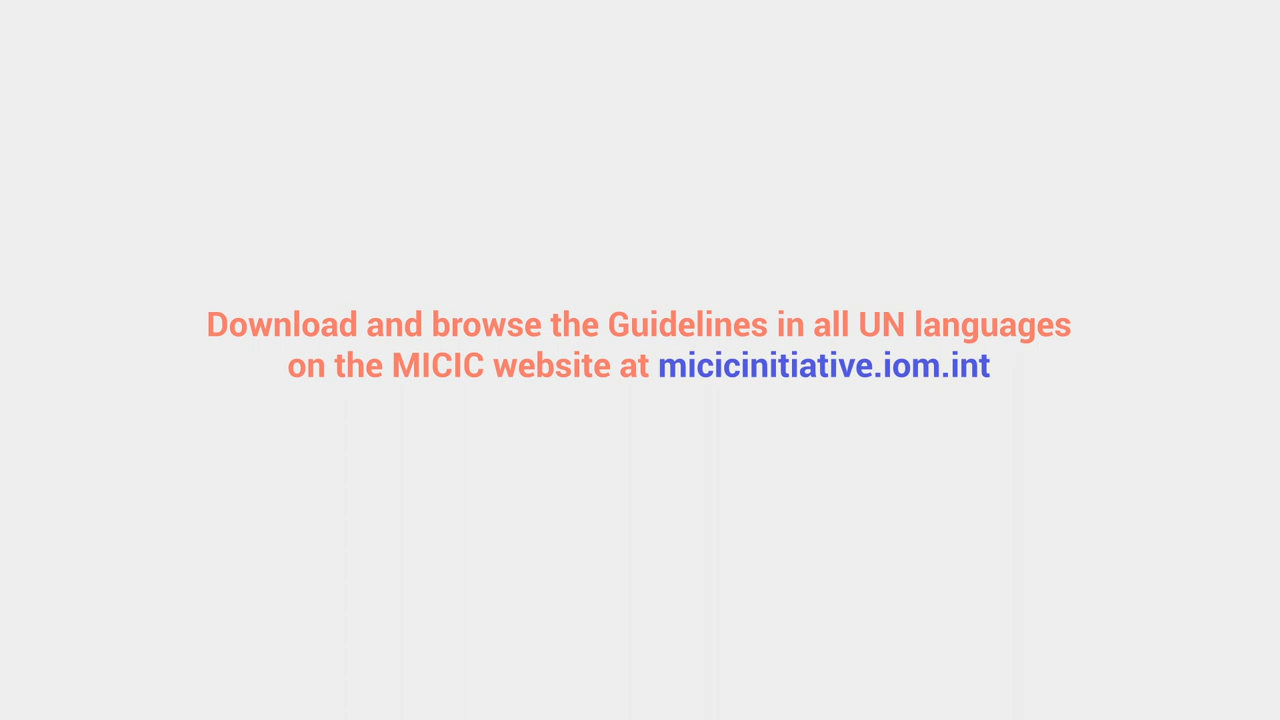 Download and browse the Guidelines in all UN languages
on the MICIC website at micicinitiative.iom.int